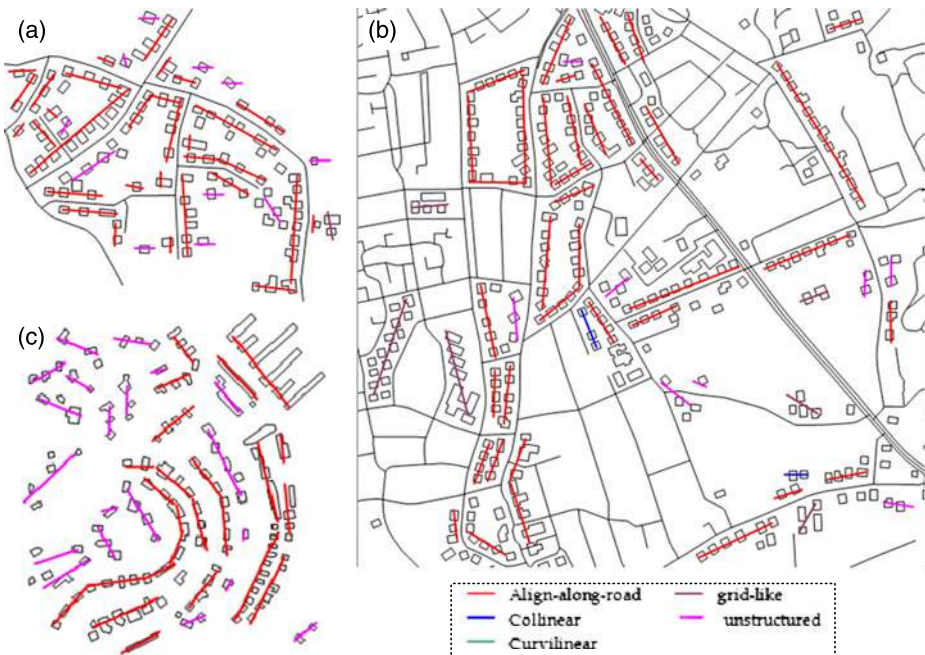 (a)
(b)
(c)
Align-along-road
grid-like
Collinear
unstructured
Curvilinear